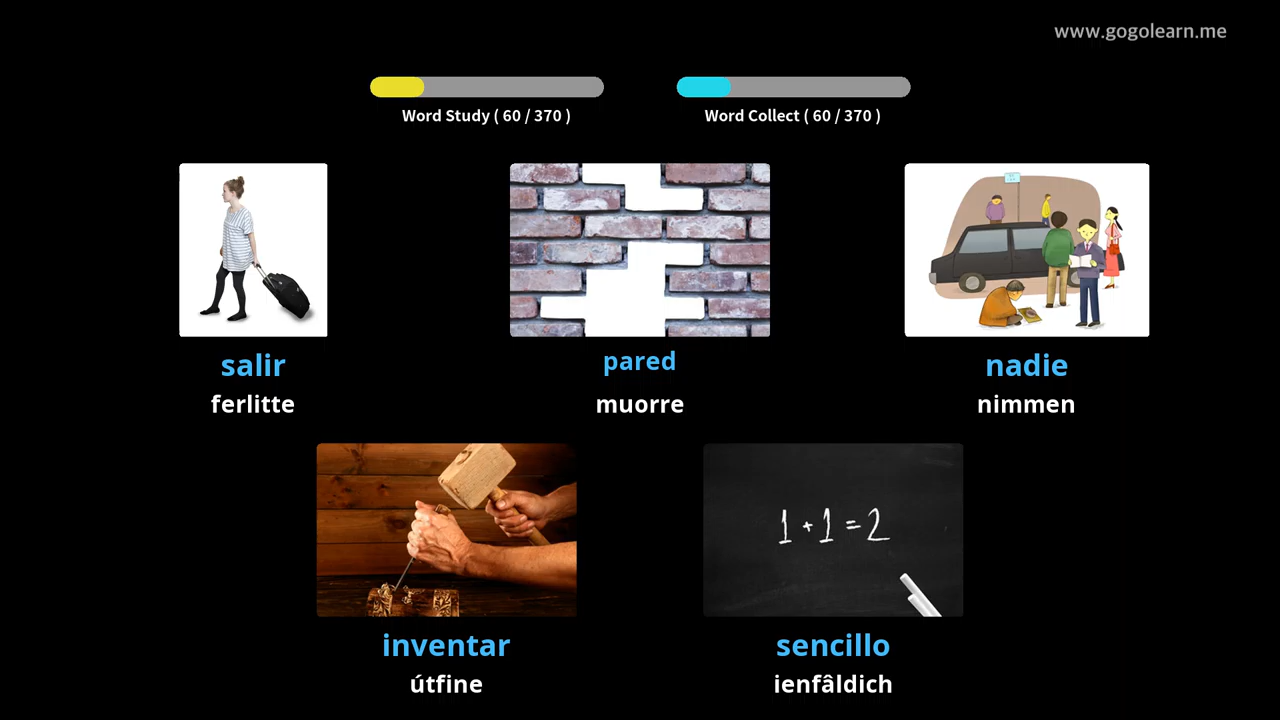 www.gogolearn.me
Word Study ( 60 / 370 )
Word Collect ( 60 / 370 )
salir
ferlitte
pared
muorre
nadie
nimmen
1 + 1 = 2
inventar
útfine
sencillo
ienfâldich